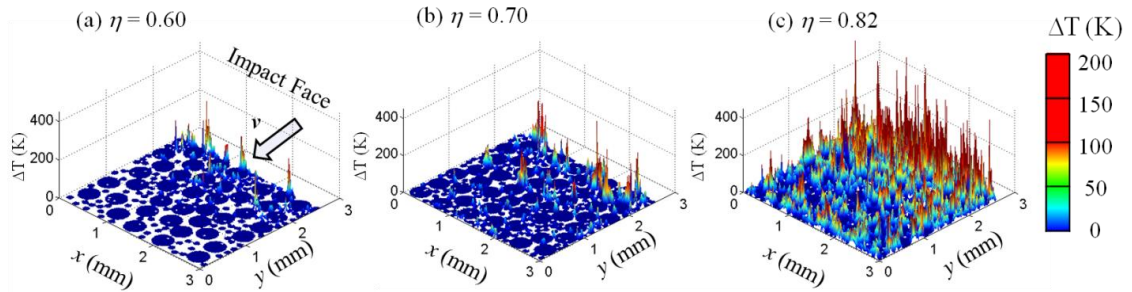 (a) η = 0.60
(b) η = 0.70
(c) η = 0.82
ΔT (K)
200
150
100
50
0
Impact Face
v
ΔT (K)
400
200
0
0
1
2
3
x (mm)
0
1
2
3
y (mm)
ΔT (K)
400
200
0
0
1
2
3
x (mm)
0
1
2
3
y (mm)
ΔT (K)
400
200
0
0
1
2
3
x (mm)
0
1
2
3
y (mm)